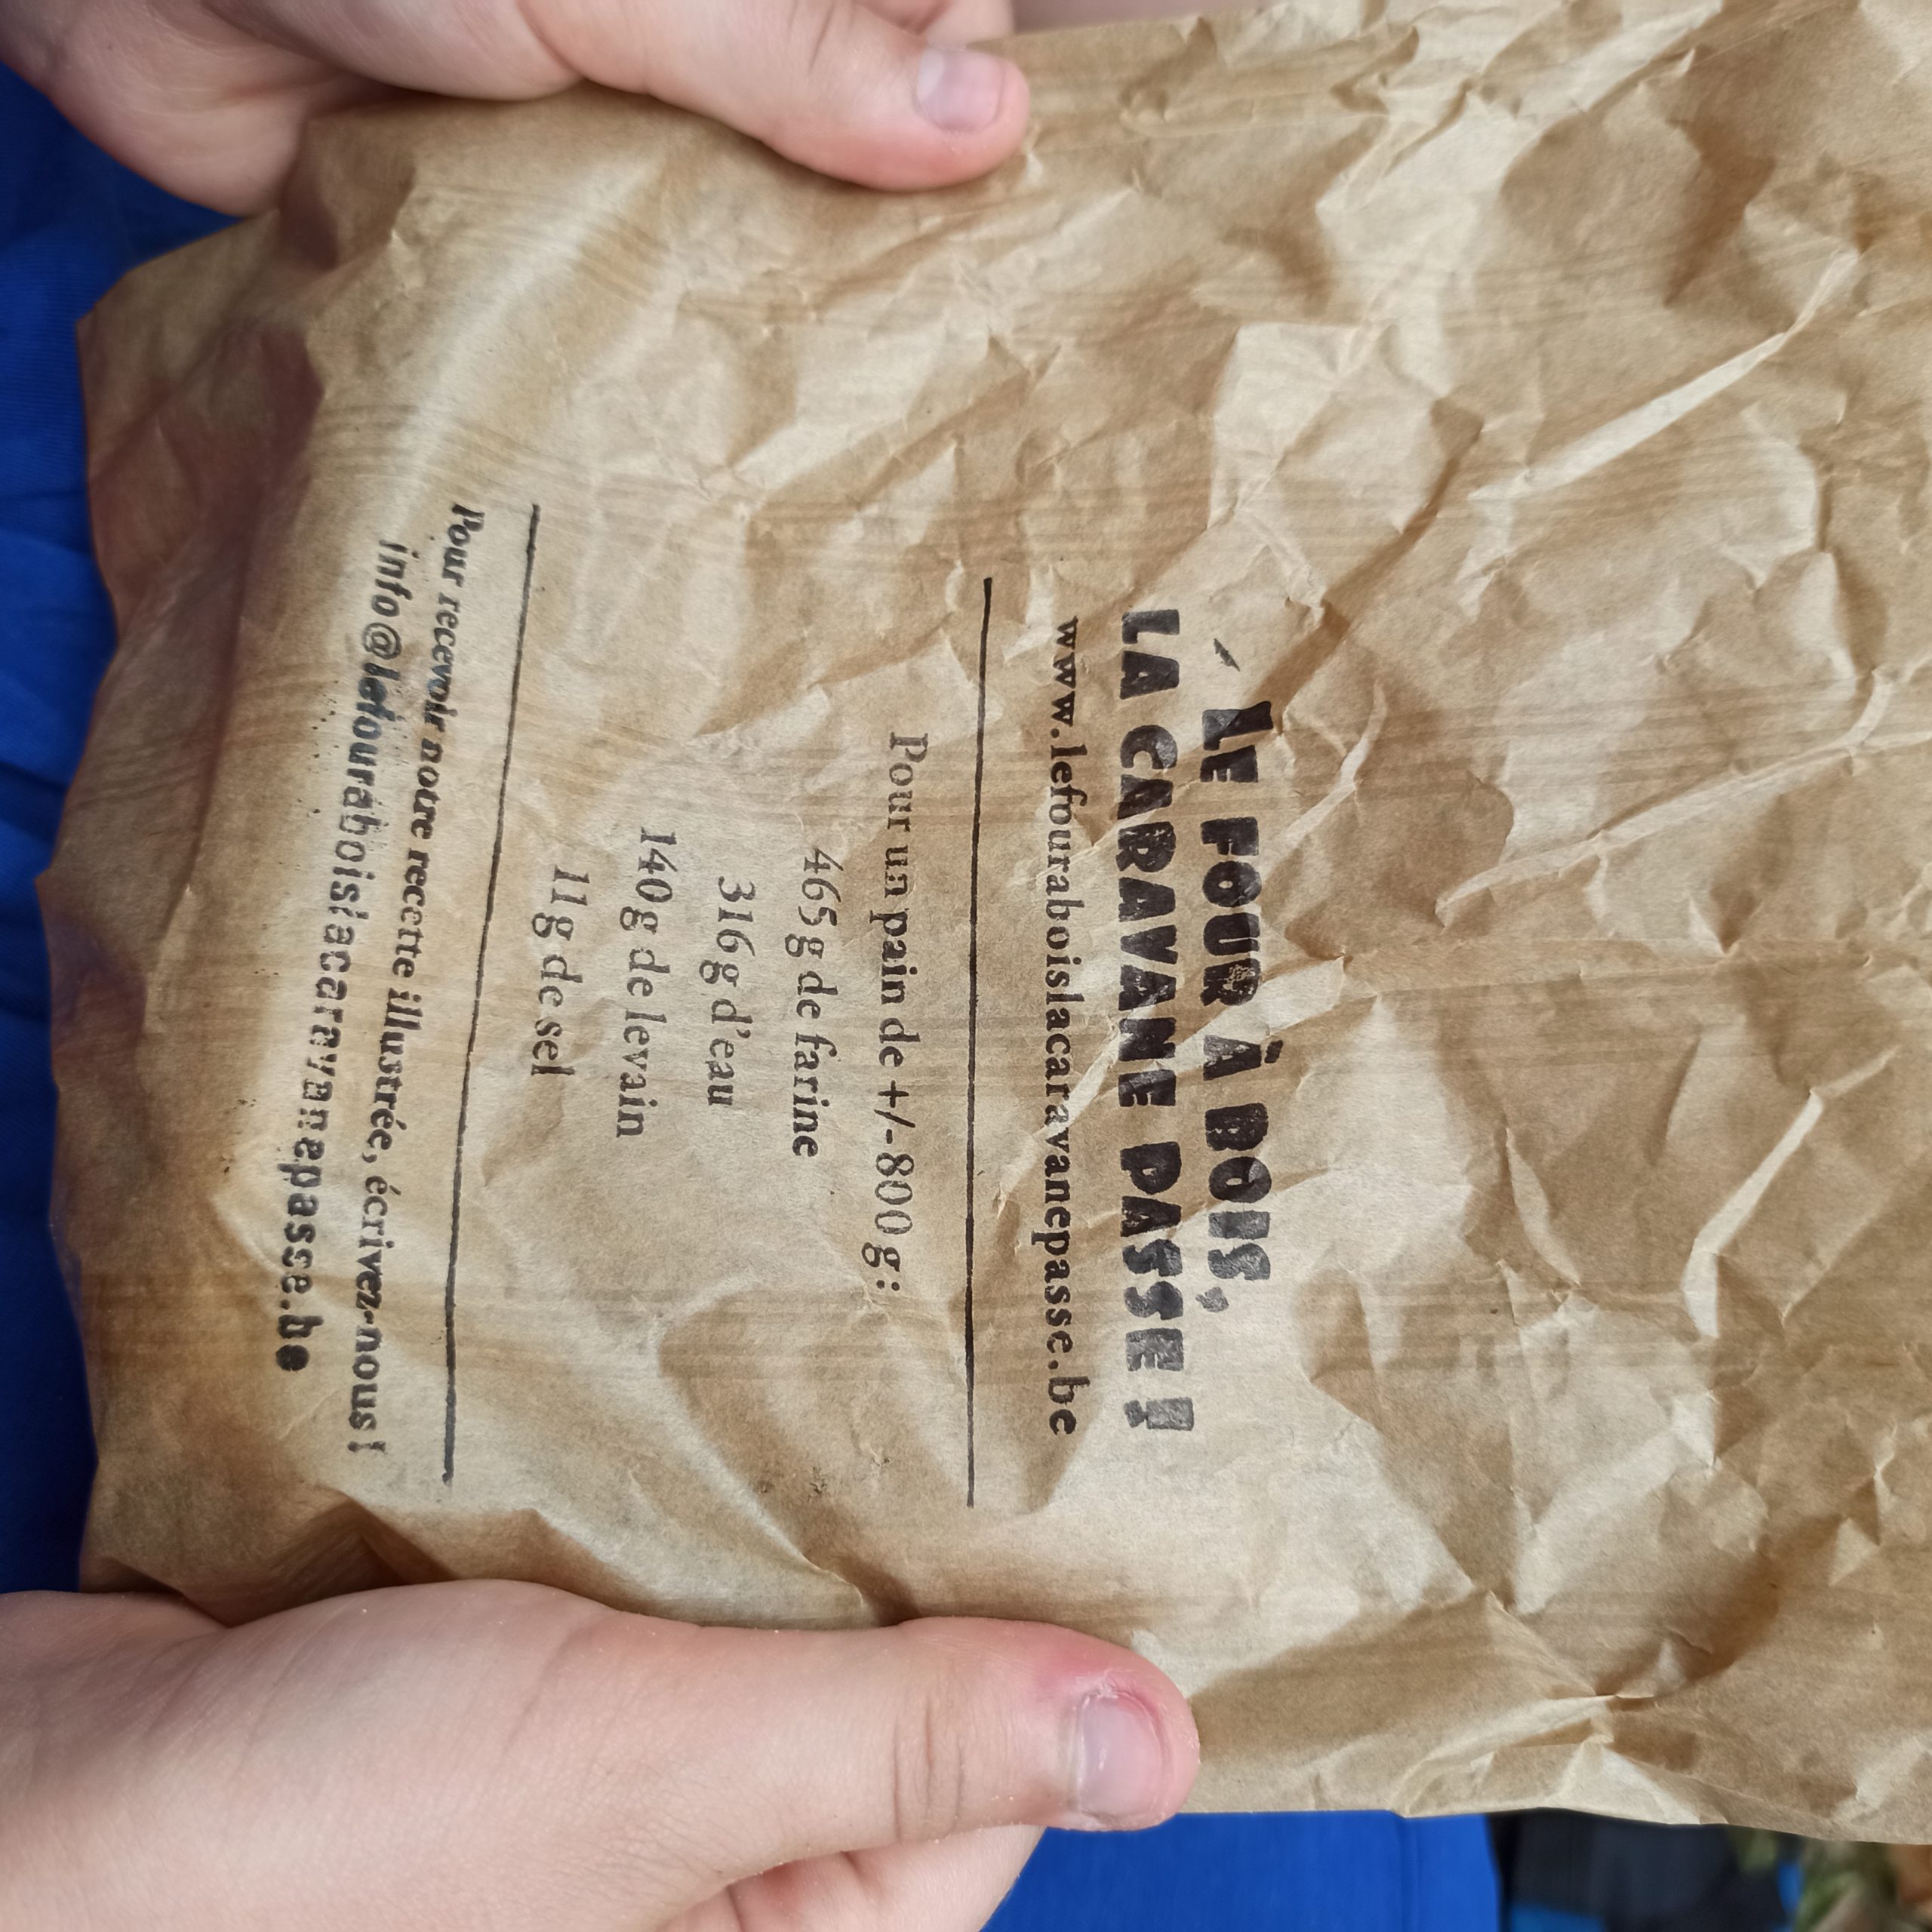 LE FOUR À BOIS,
LA CARAVANE PASSE !
www.lefouraboislacaravanepasse.be
Pour un pain de +/-800 g :
465 g de farine
316 g d'eau
140 g de levain
11 g de sel
Pour recevoir notre recette illustrée, écrivez-nous !
info@lefouraboislacaravanepasse.be